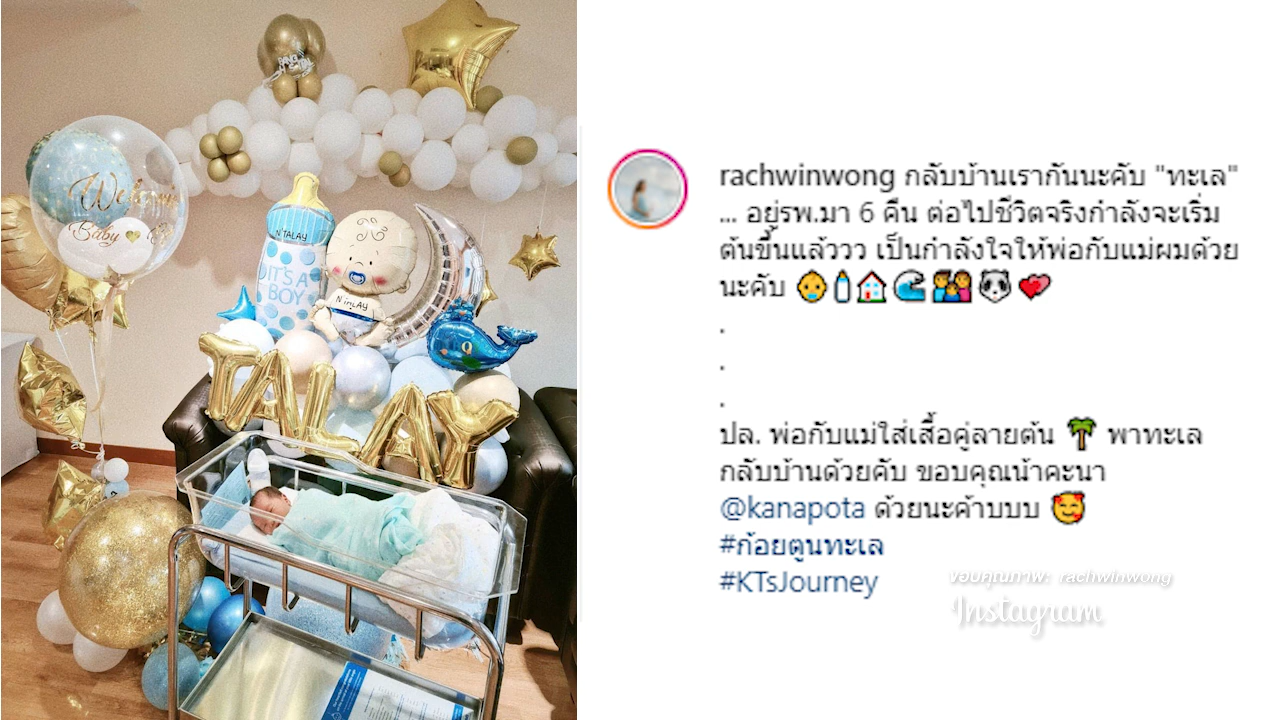 Welcome
Baby
N'TALAY
IT'S A
BOY
N'TALAY
TALAY
rachwinwong กลับบ้านเรากันนะคับ "ทะเล"
... อยู่รพ.มา 6 คืน ต่อไปชีวิตจริงกำลังจะเริ่ม
ต้นขึ้นแล้ววว เป็นกำลังใจให้พ่อกับแม่ผมด้วย
นะคับ 👶🍼🏠🌊👨‍👩‍👦🐼💕
.
.
.
ปล. พ่อกับแม่ใส่เสื้อคู่ลายต้น 🌴 พาทะเล
กลับบ้านด้วยคับ ขอบคุณน้าคะนา
@kanapota ด้วยนะค้าบบบ 🥰
#ก้อยตูนทะเล
#KTsJourney
ขอบคุณภาพ: rachwinwong
Instagram